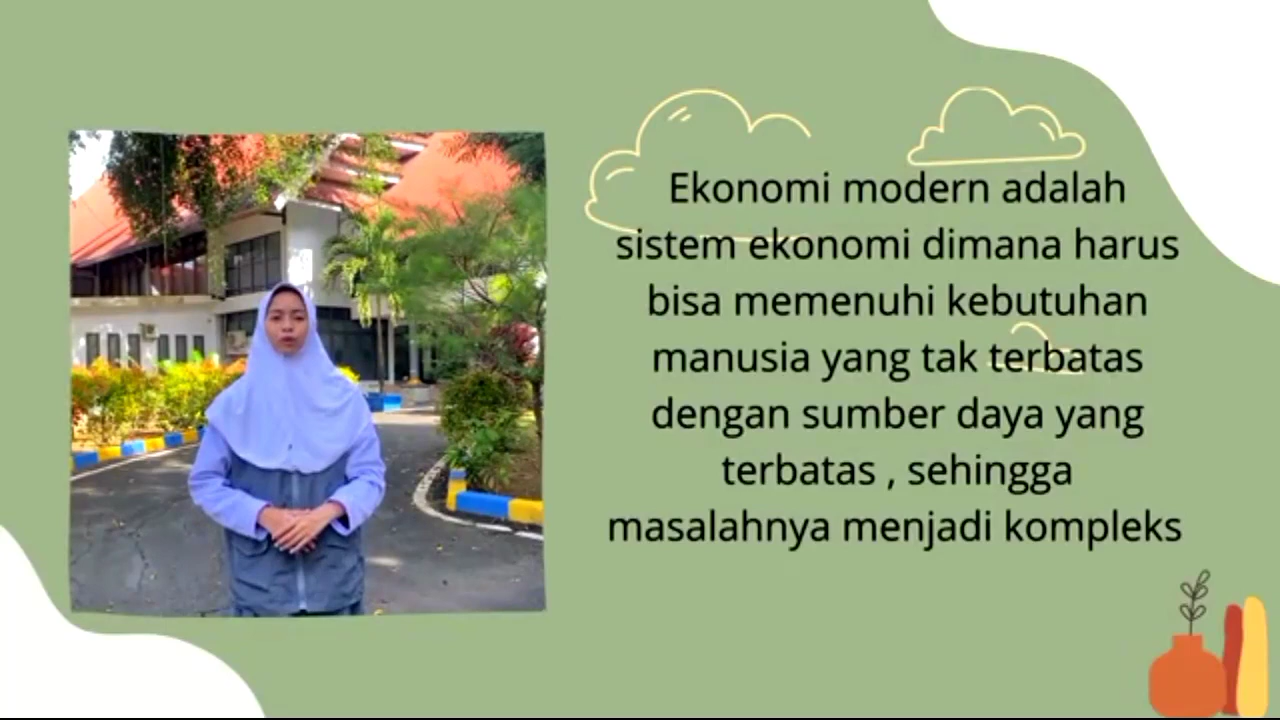 Ekonomi modern adalah
sistem ekonomi dimana harus
bisa memenuhi kebutuhan
manusia yang tak terbatas
dengan sumber daya yang
terbatas , sehingga
masalahnya menjadi kompleks